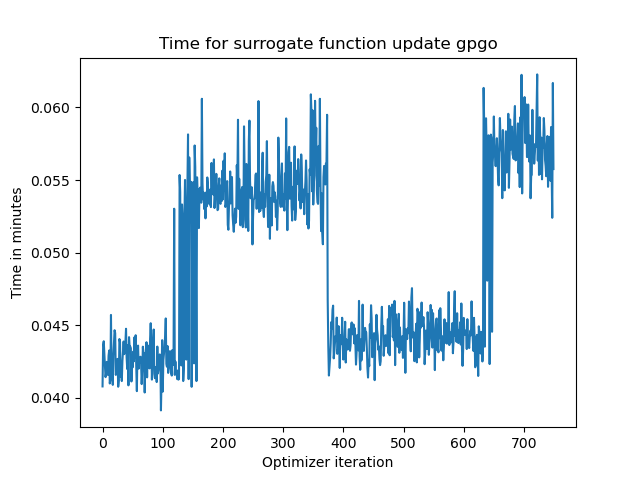 Time for surrogate function update gpgo
0.060
0.055
0.050
0.045
0.040
Time in minutes
0 100 200 300 400 500 600 700
Optimizer iteration